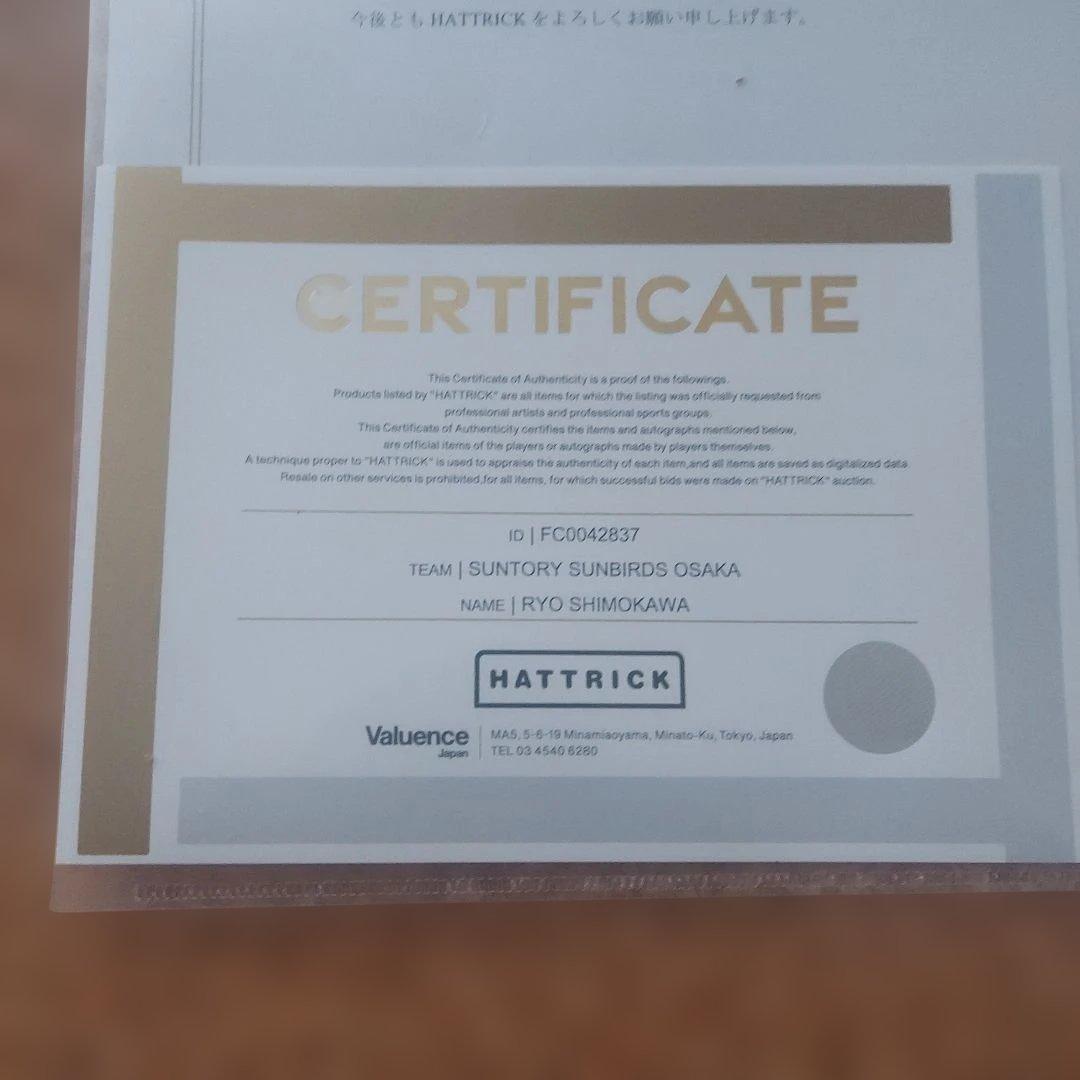 今後とも HATTRICK をよろしくお願い申し上げます。
CERTIFICATE
This Certificate of Authenticity is a proof of the followings.
Products listed by "HATTRICK" are all items for which the listing was officially requested from
professional artists and professional sports groups.
This Certificate of Authenticity certifies the items and autographs mentioned below,
are official items of the players or autographs made by players themselves.
A technique proper to "HATTRICK" is used to appraise the authenticity of each item,and all items are saved as digitalized data.
Resale on other services is prohibited,for all items, for which successful bids were made on "HATTRICK" auction.
ID | FC0042837
TEAM | SUNTORY SUNBIRDS OSAKA
NAME | RYO SHIMOKAWA
HATTRICK
Valuence
Japan
MA5, 5-6-19 Minamiaoyama, Minato-Ku, Tokyo, Japan
TEL 03 4540 6280